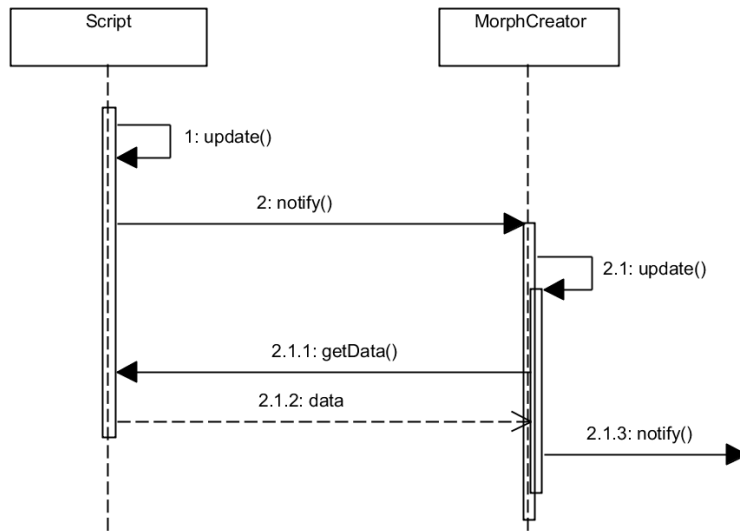 Script
MorphCreator
1: update()
2: notify()
2.1: update()
2.1.1: getData()
2.1.2: data
2.1.3: notify()